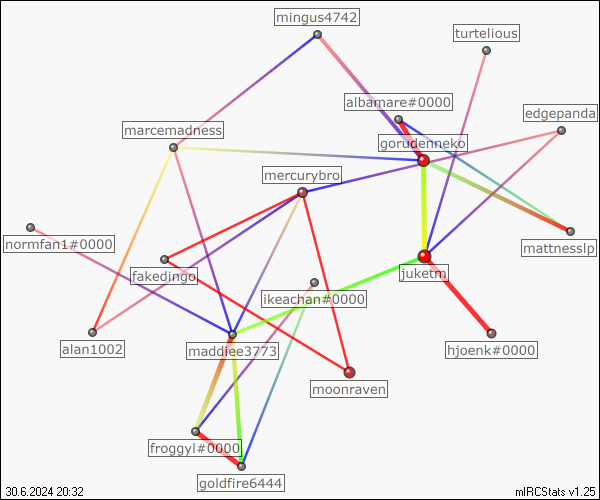 mingus4742
turtelious
albamare#0000
edgepanda
marcemadness
gorudenneko
mercurybro
normfan1#0000
mattnesslp
fakedingo
juketm
ikeachan#0000
alan1002
maddiee3773
hjoenk#0000
moonraven
froggyl#0000
goldfire6444
30.6.2024 20:32
mIRCStats v1.25